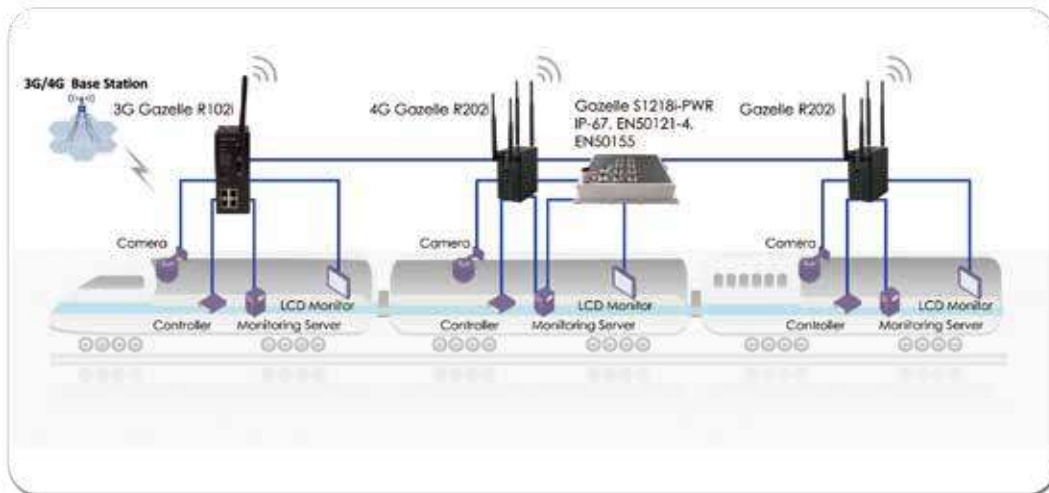 3G/4G Base Station
3G Gazelle R102i
4G Gazelle R202i
Gazelle S1218i-PWR
IP-67, EN50121-4,
EN50155
Gazelle R202i
Camera
Camera
Camera
LCD Monitor
LCD Monitor
LCD Monitor
Controller
Monitoring Server
Controller
Monitoring Server
Controller
Monitoring Server